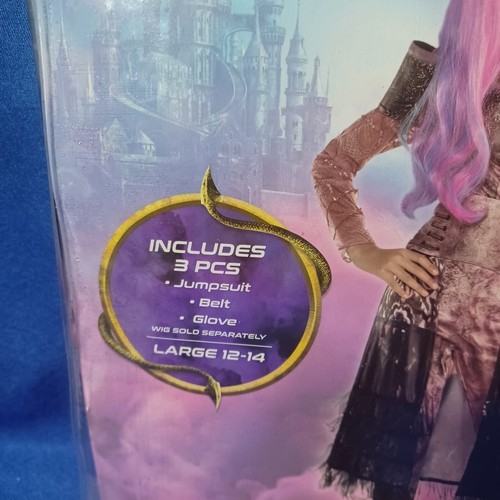 INCLUDES
3 PCS
• Jumpsuit
• Belt
• Glove
WIG SOLD SEPARATELY
LARGE 12-14